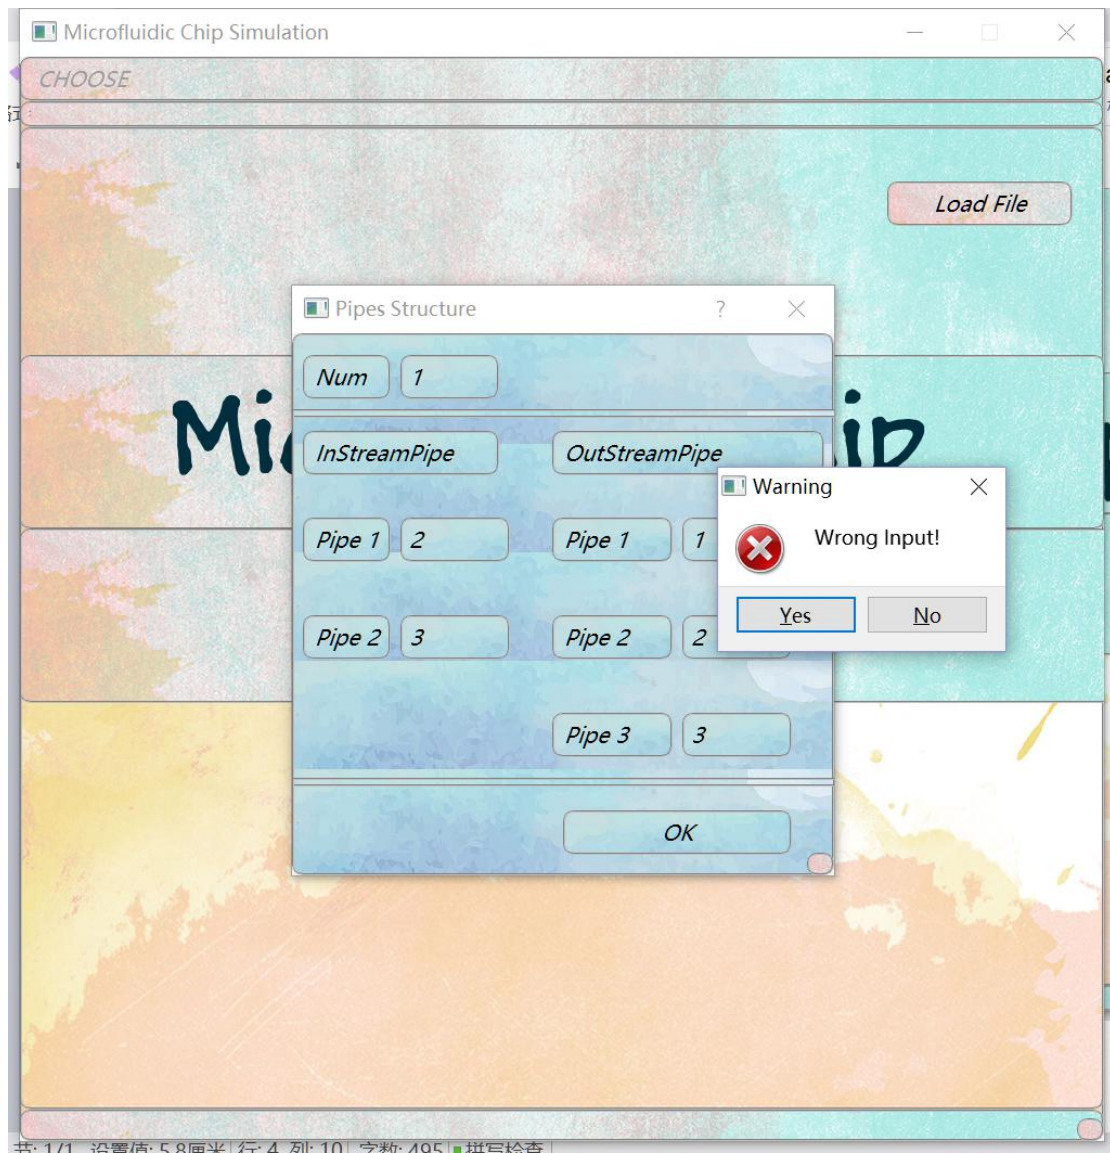 Microfluidic Chip Simulation
CHOOSE
Load File
Pipes Structure
?
Num 1
InStreamPipe OutStreamPipe
Warning
Wrong Input!
Yes No
Pipe 1 2 Pipe 1 1
Pipe 2 3 Pipe 2 2
Pipe 3 3
OK
节: 1/1 设置值: 5.8厘米 行: 4 列: 10 字数: 495 拼写检查